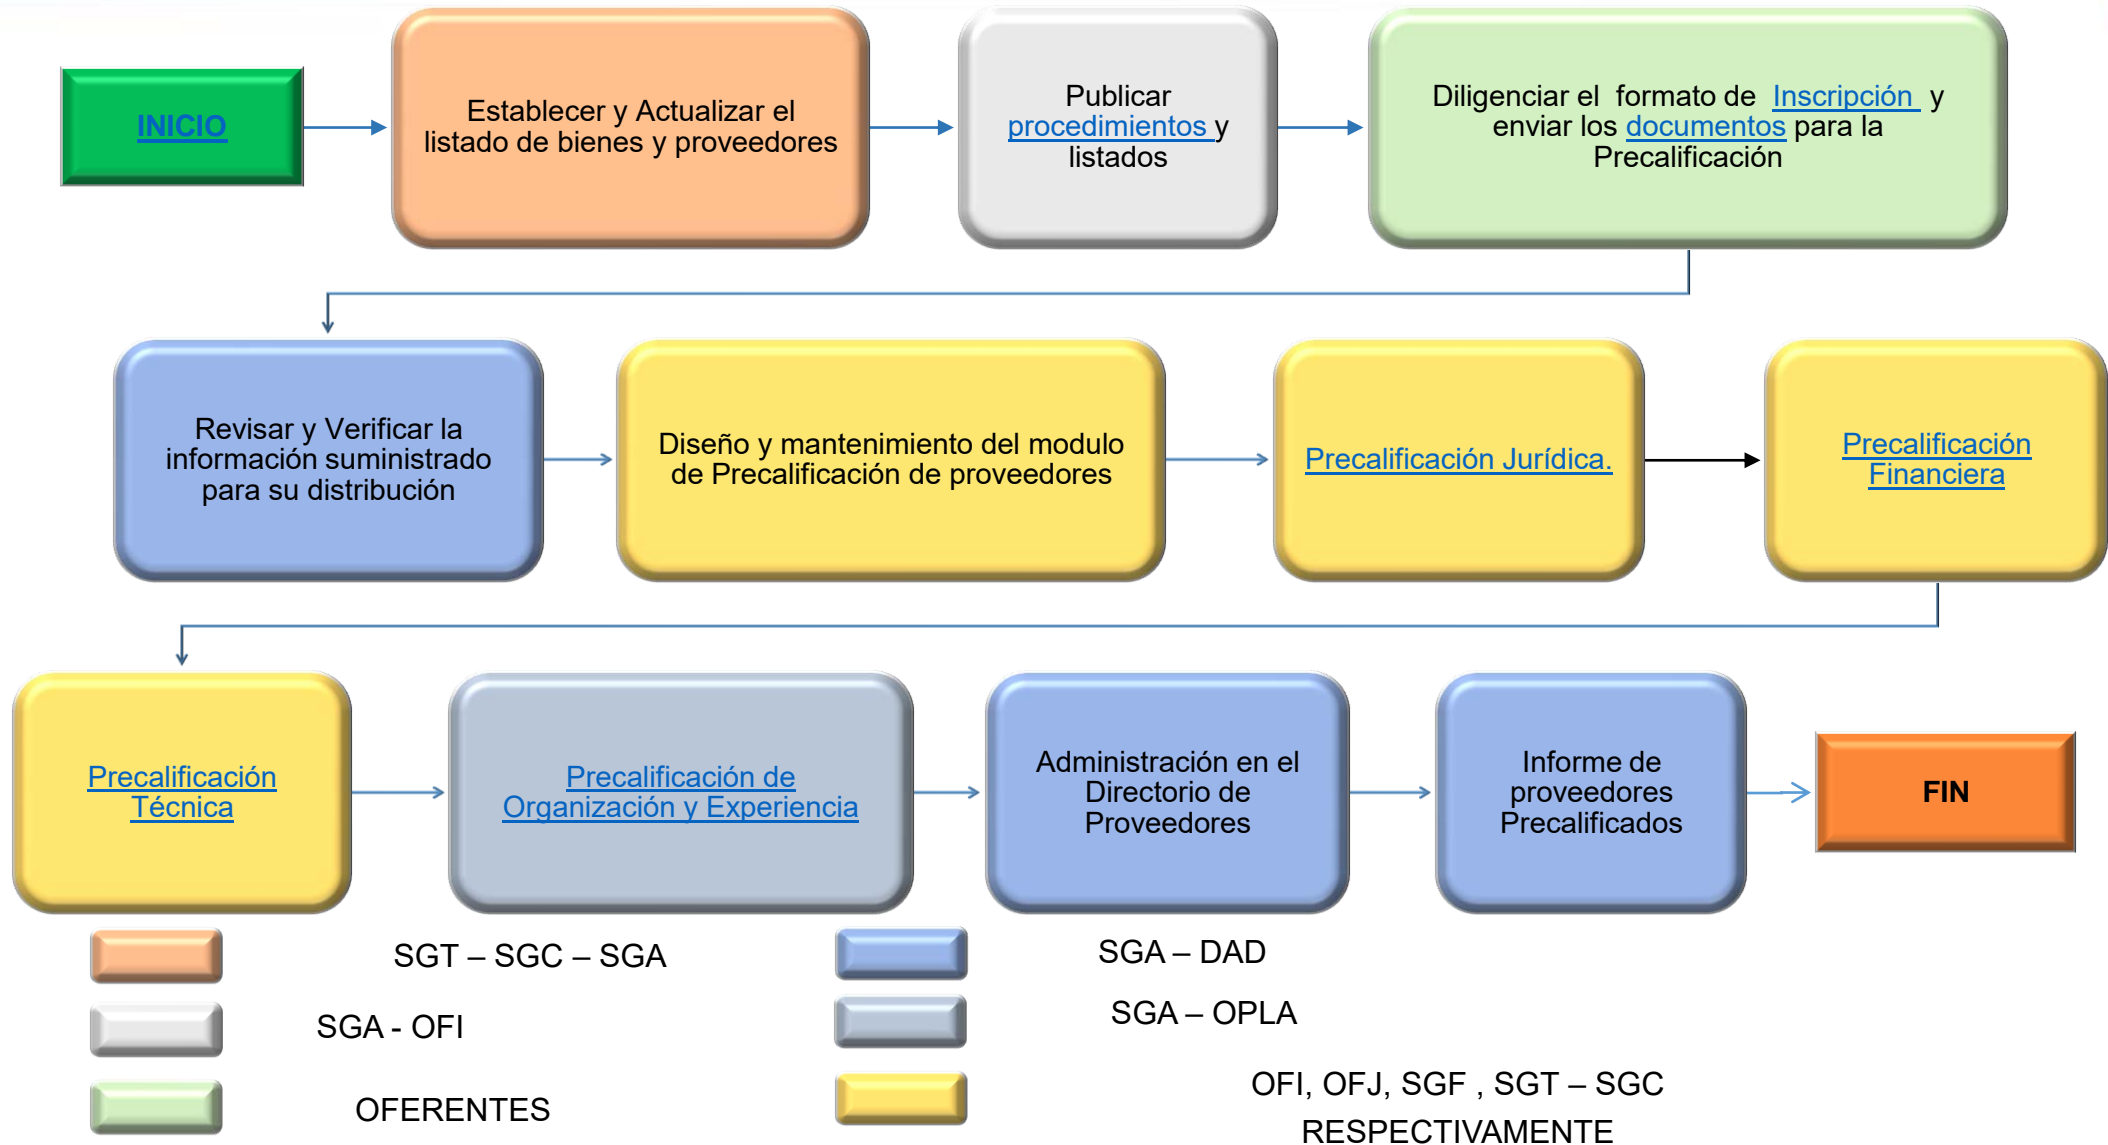 INICIO
Establecer y Actualizar el
listado de bienes y proveedores
Publicar
procedimientos y
listados
Diligenciar el formato de Inscripción y
enviar los documentos para la
Precalificación
Revisar y Verificar la
información suministrado
para su distribución
Diseño y mantenimiento del modulo
de Precalificación de proveedores
Precalificación Jurídica.
Precalificación
Financiera
Precalificación
Técnica
Precalificación de
Organización y Experiencia
Administración en el
Directorio de
Proveedores
Informe de
proveedores
Precalificados
FIN
SGT – SGC – SGA
SGA – DAD
SGA - OFI
SGA – OPLA
OFERENTES
OFI, OFJ, SGF , SGT – SGC
RESPECTIVAMENTE